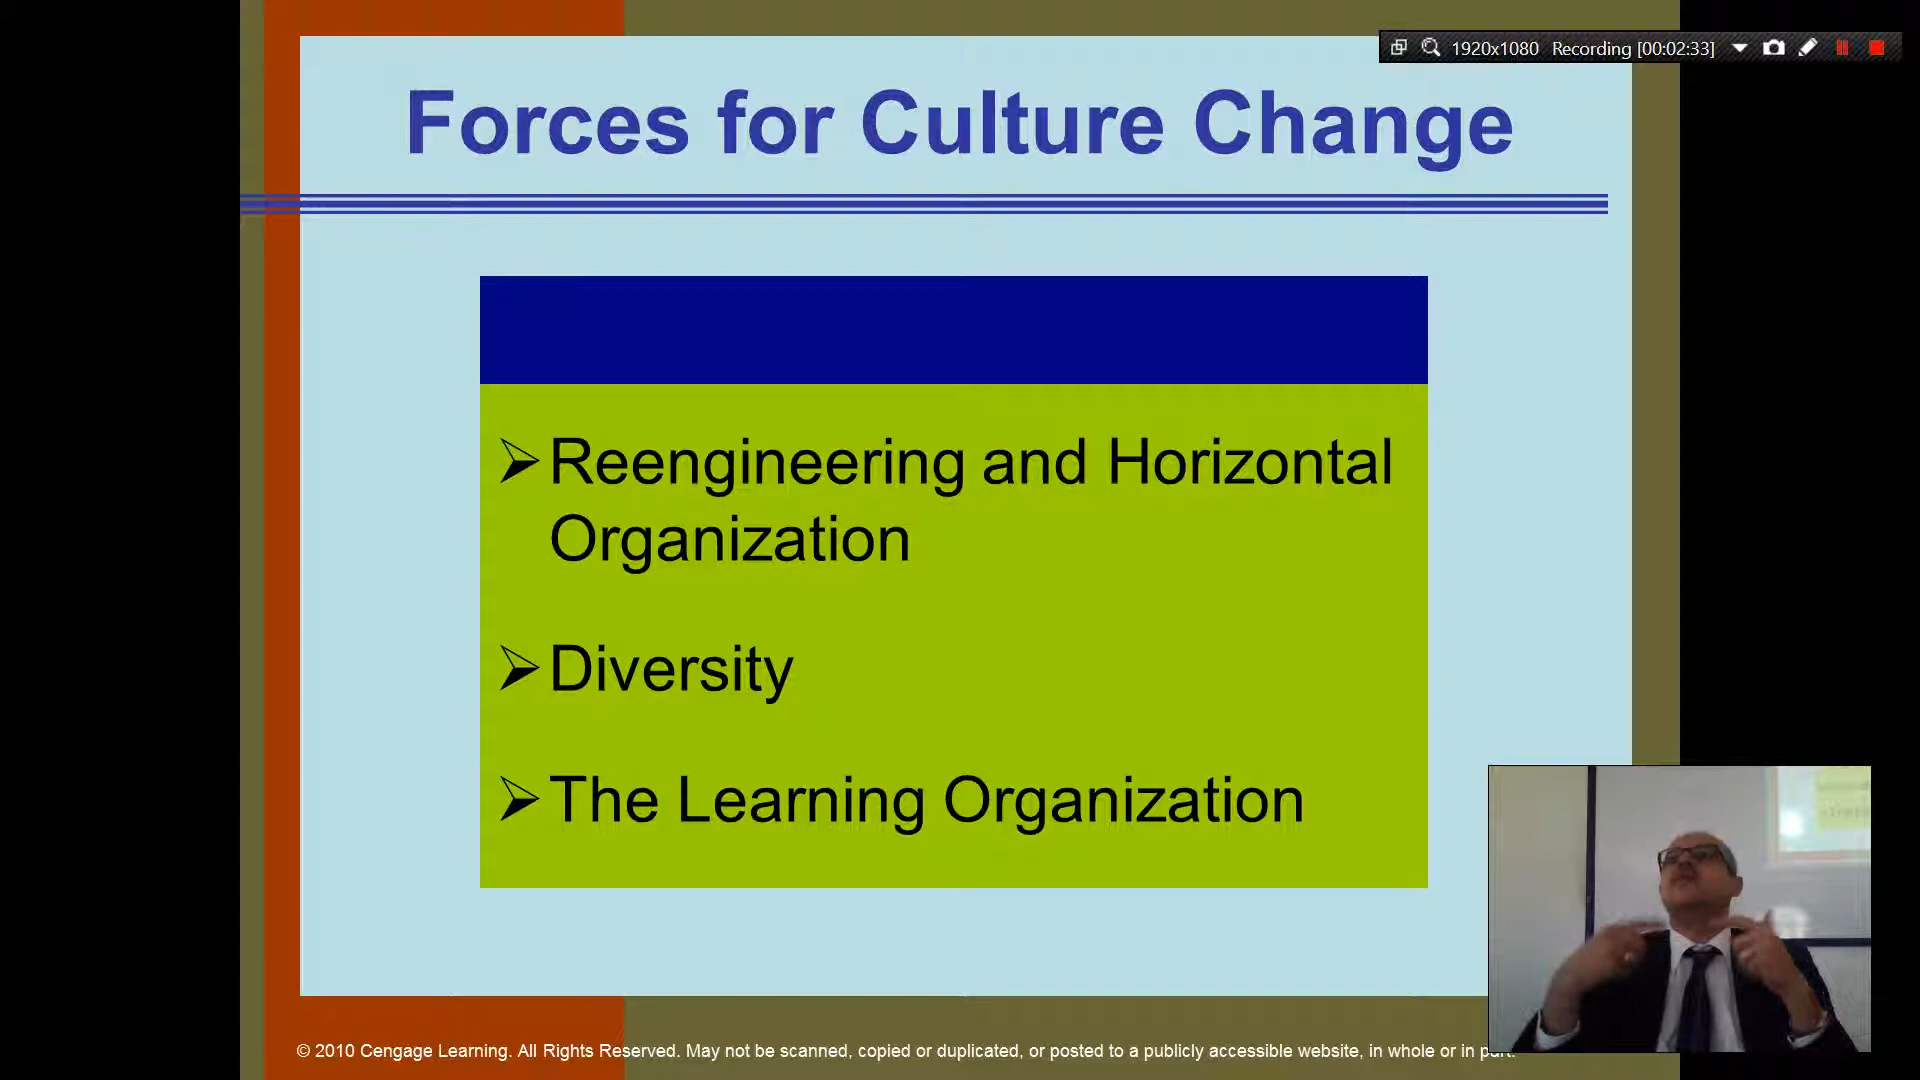 1920x1080 Recording [00:02:33]
Forces for Culture Change
➢Reengineering and Horizontal
Organization
➢Diversity
➢The Learning Organization
© 2010 Cengage Learning. All Rights Reserved. May not be scanned, copied or duplicated, or posted to a publicly accessible website, in whole or in part.